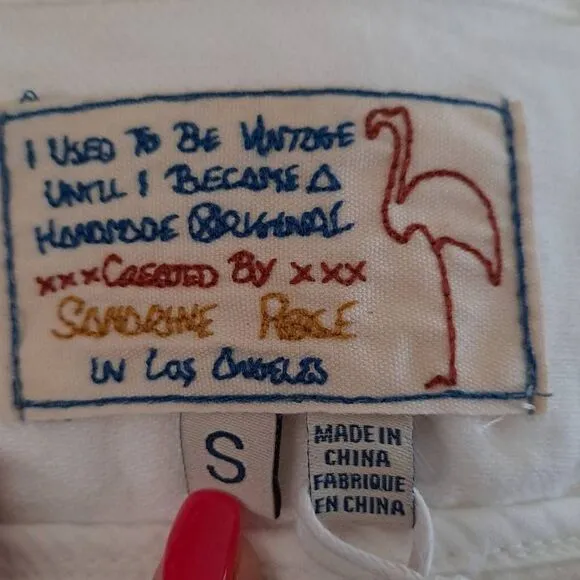 I USED TO BE VINTAGE
UNTIL I BECAME A
HANDMADE ORIGINAL
xxx CREATED BY xxx
SANDRINE ROSE
IN LOS ANGELES
S
MADE IN
CHINA
FABRIQUE
EN CHINA